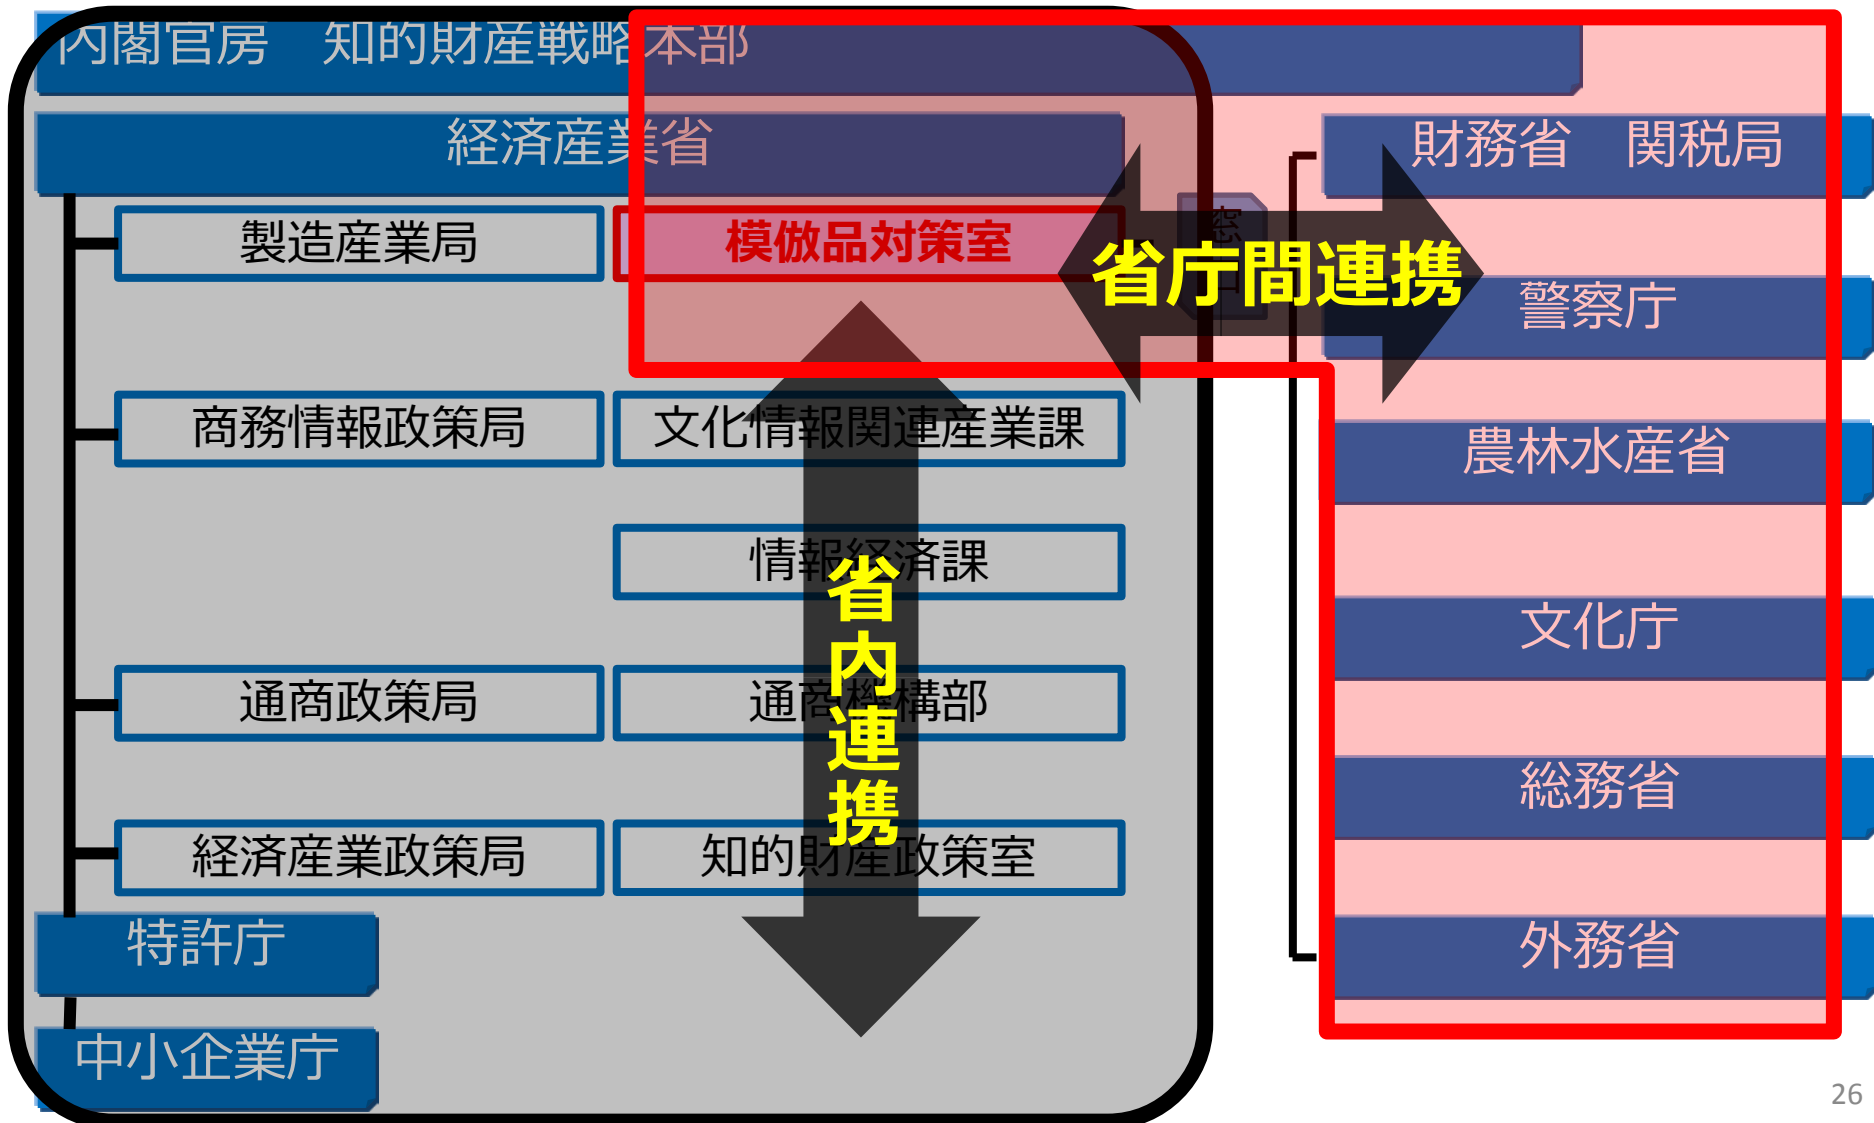 内閣官房　知的財産戦略本部
経済産業省
財務省　関税局
製造産業局
模倣品対策室
窓口
省庁間連携
警察庁
商務情報政策局
文化情報関連産業課
農林水産省
情報経済課
省内連携
文化庁
通商政策局
通商機構部
総務省
経済産業政策局
知的財産政策室
特許庁
外務省
中小企業庁
26